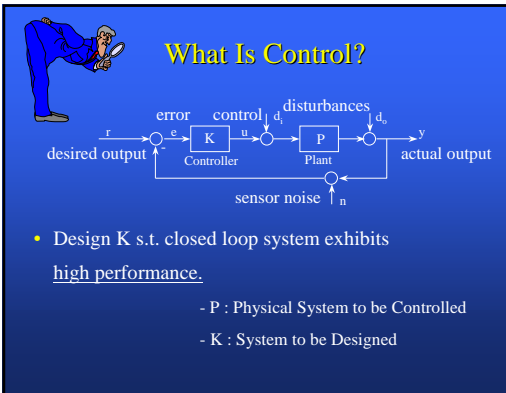 What Is Control?
error control disturbances
r e K u dᵢ P dₒ y
desired output - Controller Plant actual output
sensor noise n
• Design K s.t. closed loop system exhibits
high performance.
- P : Physical System to be Controlled
- K : System to be Designed